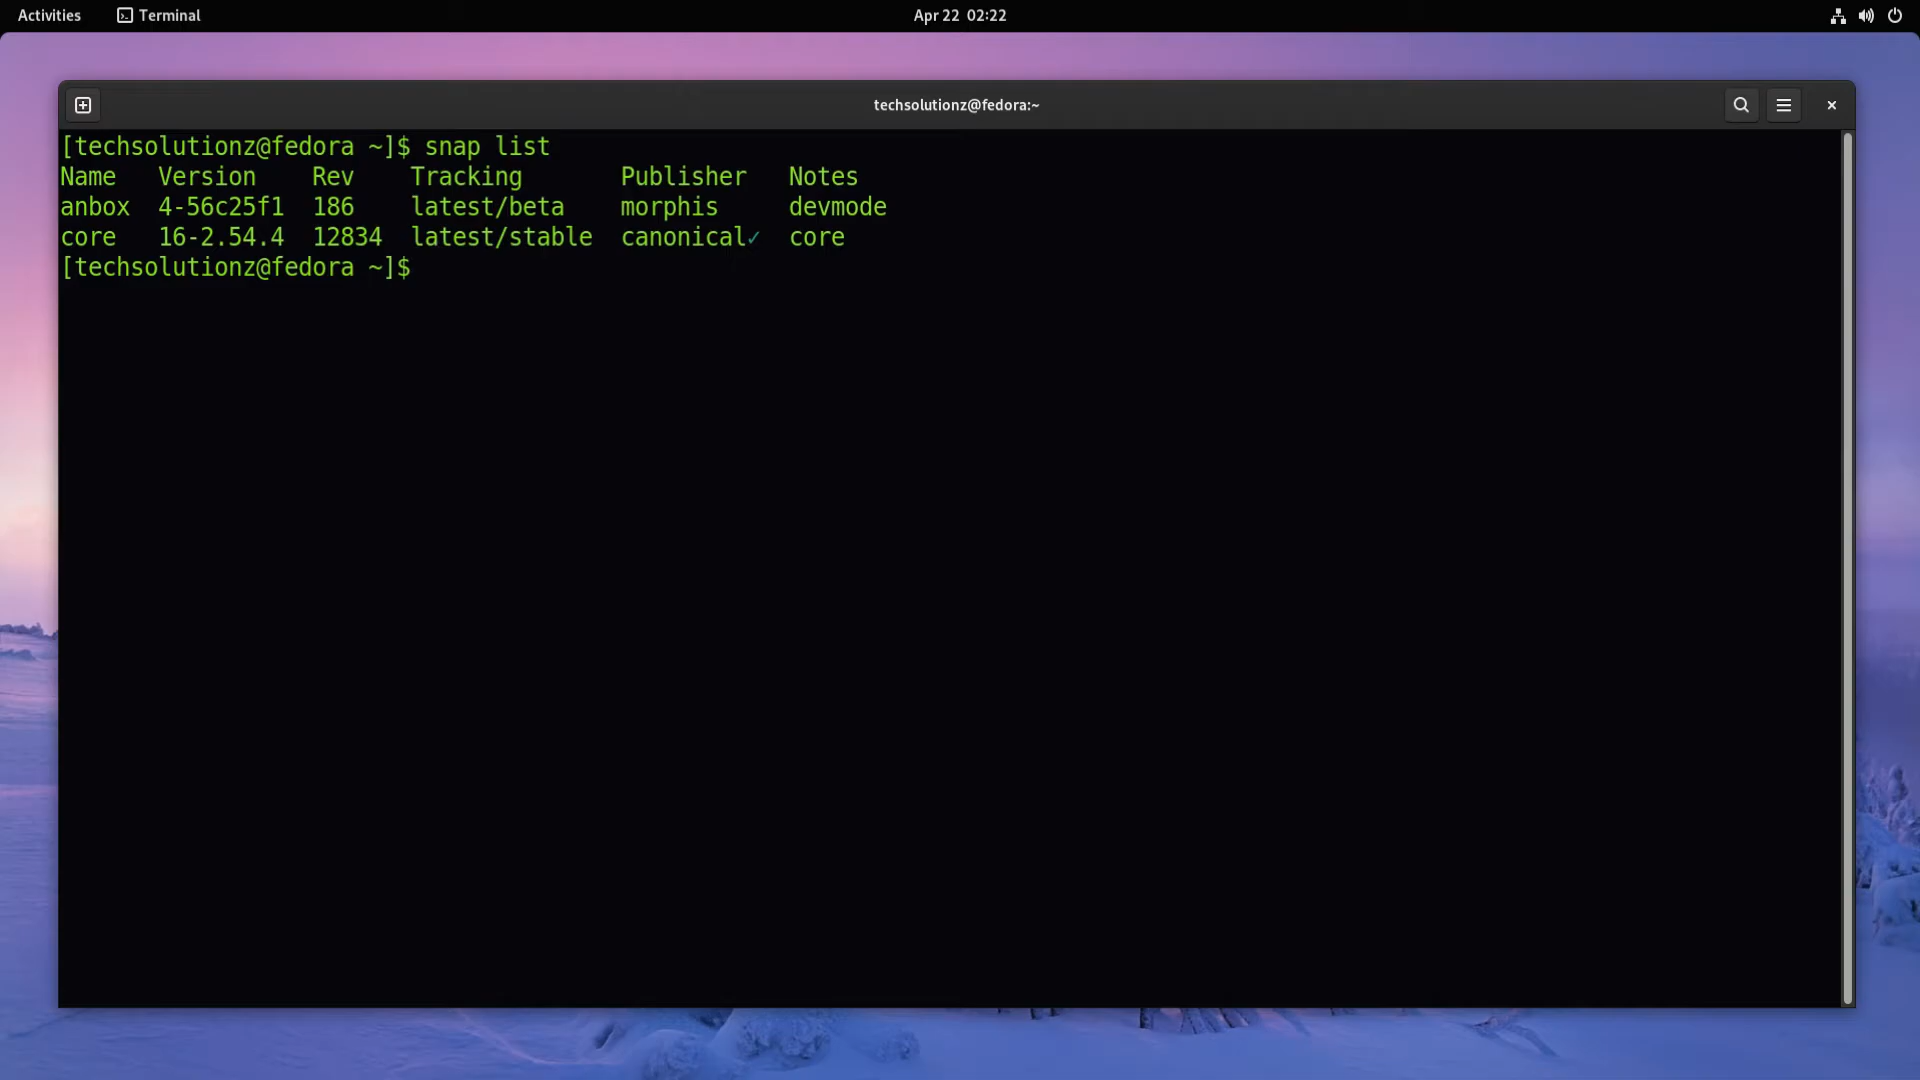 Activities Terminal Apr 22 02:22
techsolutionz@fedora:~
[techsolutionz@fedora ~]$ snap list
Name Version Rev Tracking Publisher Notes
anbox 4-56c25f1 186 latest/beta morphis devmode
core 16-2.54.4 12834 latest/stable canonical✓ core
[techsolutionz@fedora ~]$